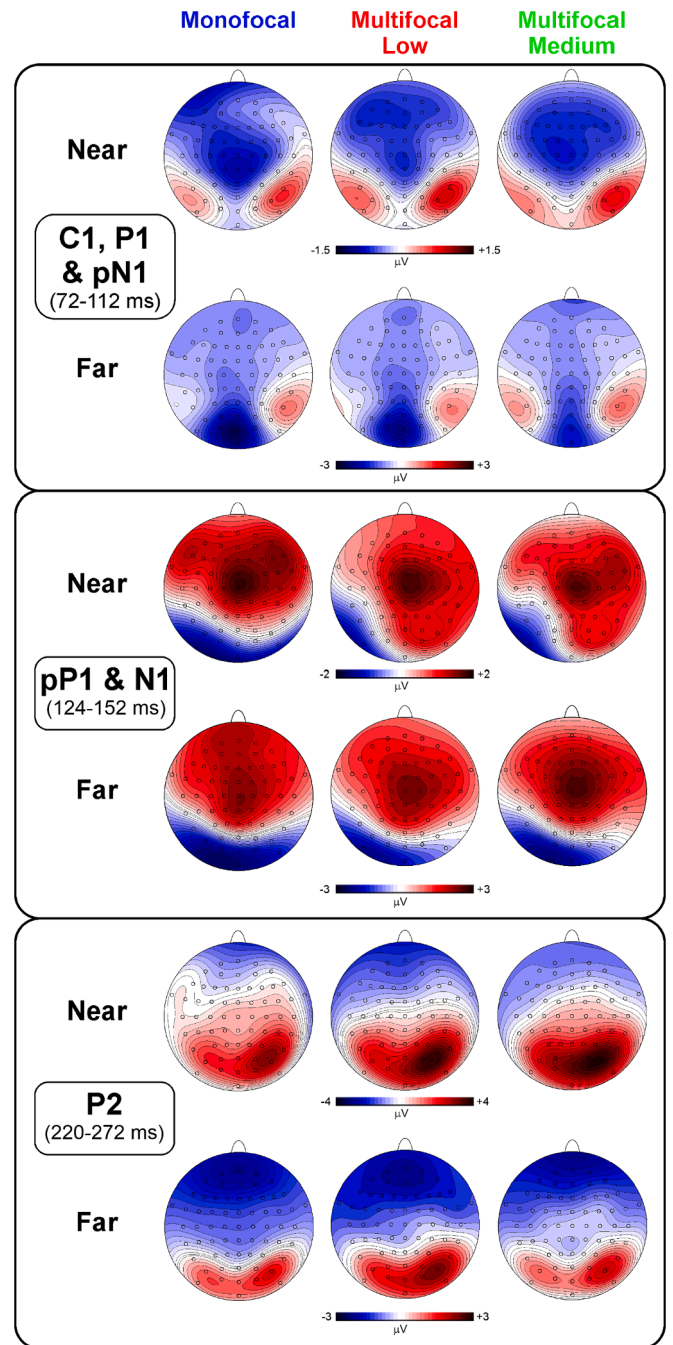 Monofocal
Multifocal
Low
Multifocal
Medium
Near
C1, P1
& pN1
(72-112 ms)
-1.5
+1.5
µV
Far
-3
+3
µV
Near
pP1 & N1
(124-152 ms)
-2
+2
µV
Far
-3
+3
µV
Near
P2
(220-272 ms)
-4
+4
µV
Far
-3
+3
µV